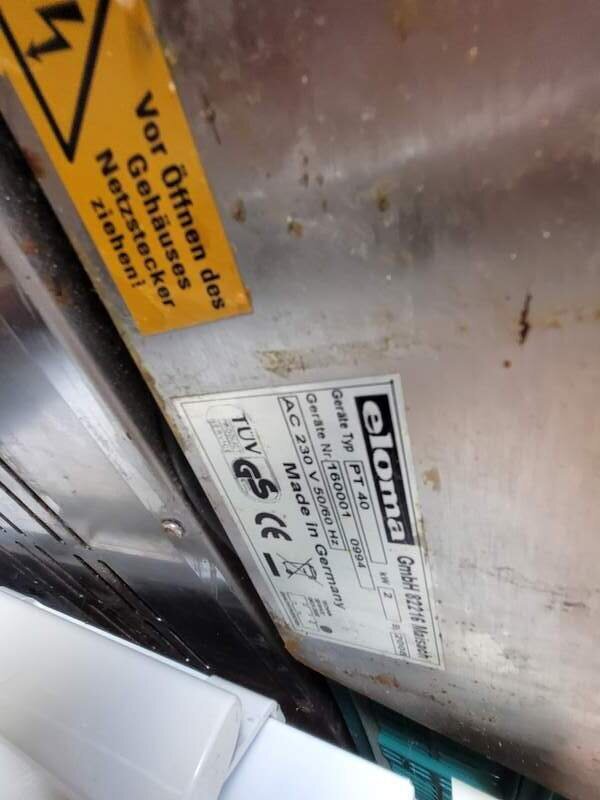 Vor Öffnen des
Gehäuses
Netzstecker
ziehen!
eloma GmbH 82216 Maisach
Geräte Typ PT 40 kW 2
Geräte Nr. 160001 0994
AC 230 V 50/60 Hz
Made in Germany
TÜV
GS CE